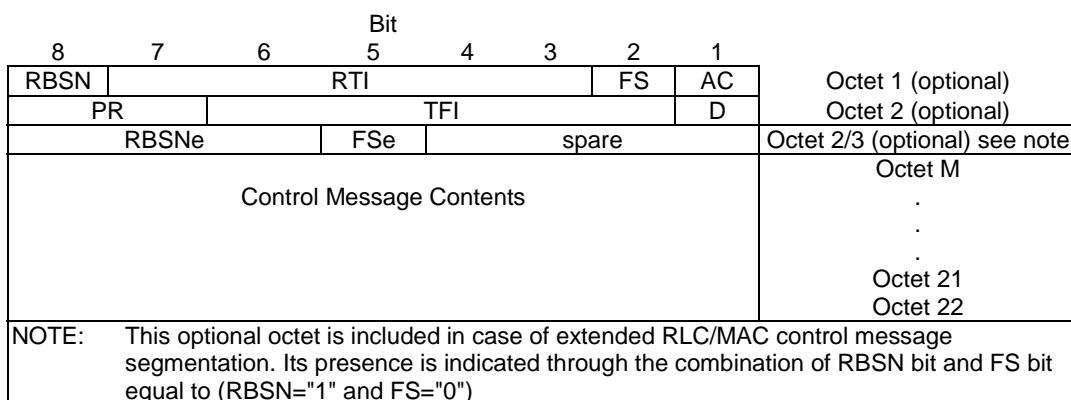 Bit
8 7 6 5 4 3 2 1
RBSN RTI FS AC Octet 1 (optional)
PR TFI D Octet 2 (optional)
RBSNe FSe spare Octet 2/3 (optional) see note
Octet M
Control Message Contents .
.
.
Octet 21
Octet 22
NOTE: This optional octet is included in case of extended RLC/MAC control message
segmentation. Its presence is indicated through the combination of RBSN bit and FS bit
equal to (RBSN="1" and FS="0")